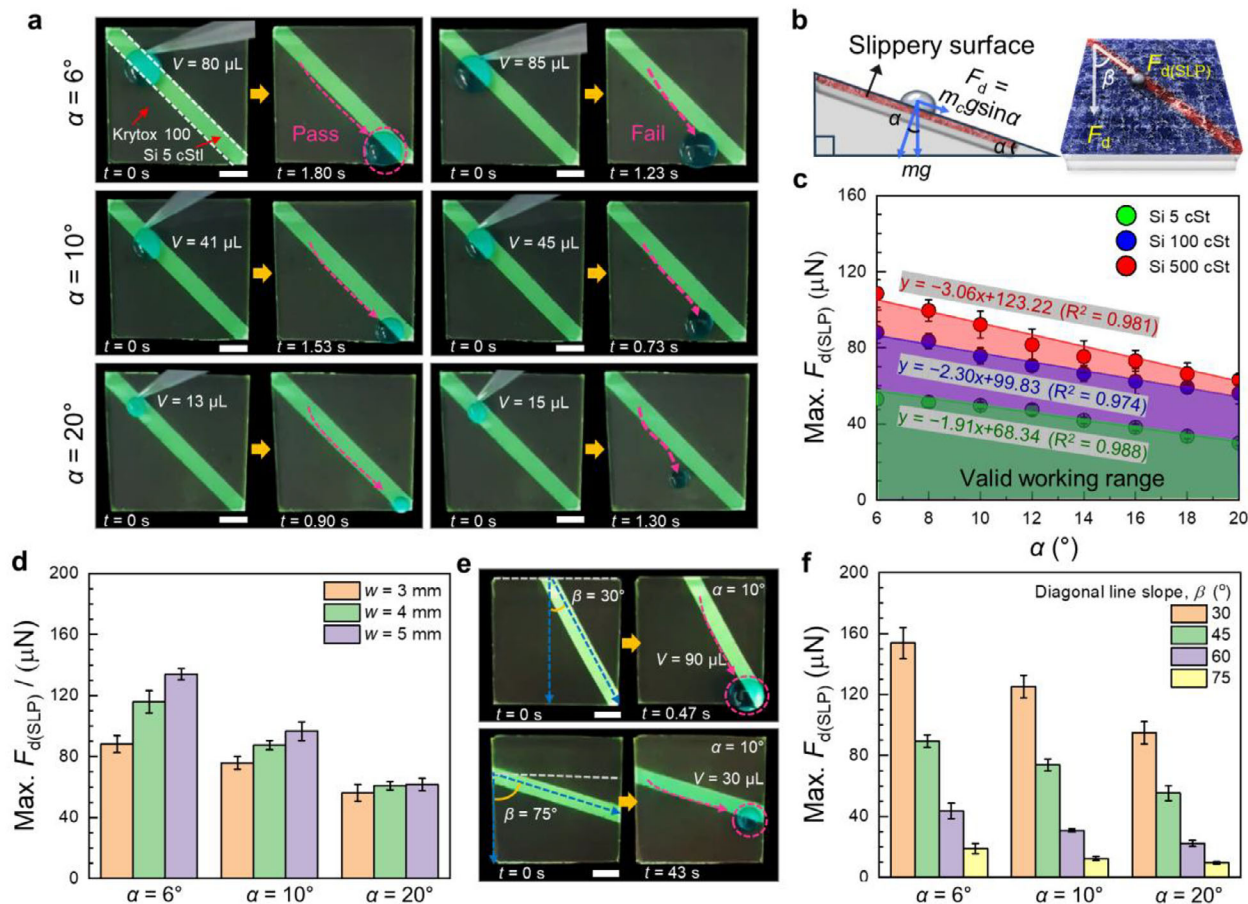 a
α = 6°
V = 80 µL
Krytox 100
Si 5 cStl
t = 0 s
Pass
t = 1.80 s
V = 85 µL
t = 0 s
Fail
t = 1.23 s
α = 10°
V = 41 µL
t = 0 s
t = 1.53 s
V = 45 µL
t = 0 s
t = 0.73 s
α = 20°
V = 13 µL
t = 0 s
t = 0.90 s
V = 15 µL
t = 0 s
t = 1.30 s
b
Slippery surface
F_d =
m_c g sinα
α
α
mg
β
F_d(SLP)
F_d
c
Max. F_d(SLP) (µN)
160
120
80
40
0
Si 5 cSt
Si 100 cSt
Si 500 cSt
y = −3.06x+123.22 (R² = 0.981)
y = −2.30x+99.83 (R² = 0.974)
y = −1.91x+68.34 (R² = 0.988)
Valid working range
6 8 10 12 14 16 18 20
α (°)
d
Max. F_d(SLP) / (µN)
200
160
120
80
40
0
w = 3 mm
w = 4 mm
w = 5 mm
α = 6° α = 10° α = 20°
e
β = 30°
t = 0 s
α = 10°
V = 90 µL
t = 0.47 s
β = 75°
t = 0 s
α = 10°
V = 30 µL
t = 43 s
f
Max. F_d(SLP) (µN)
200
160
120
80
40
0
Diagonal line slope, β (°)
30
45
60
75
α = 6° α = 10° α = 20°